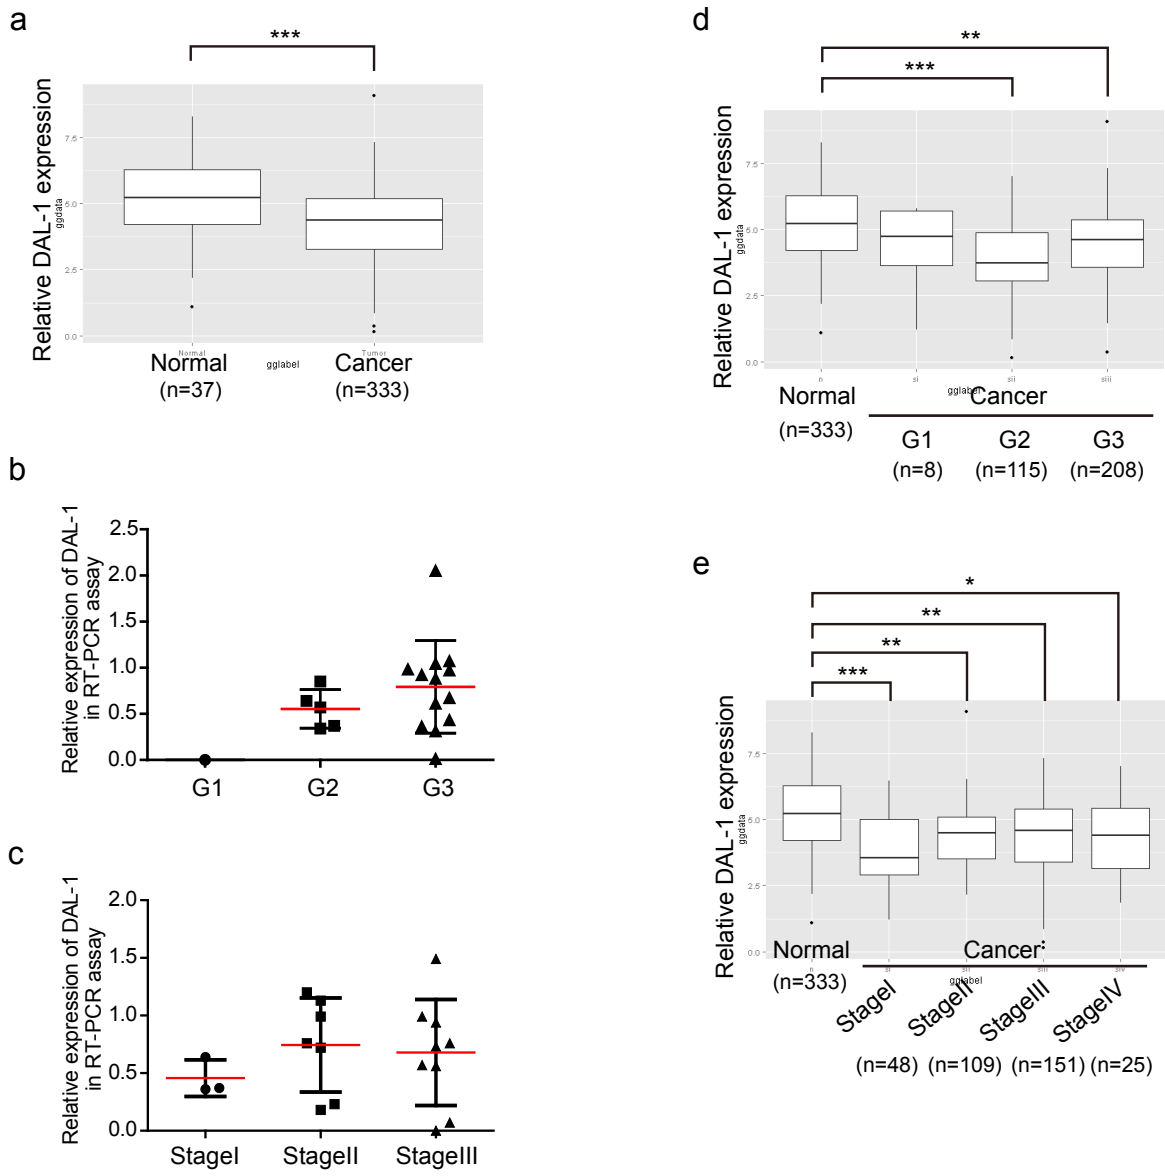 a
***
Relative DAL-1 expression
ggdata
7.5
5.0
2.5
0.0
Normal
Tumor
gglabel
Normal
Cancer
(n=37)
(n=333)
b
Relative expression of DAL-1
in RT-PCR assay
2.5
2.0
1.5
1.0
0.5
0.0
G1
G2
G3
c
Relative expression of DAL-1
in RT-PCR assay
2.0
1.5
1.0
0.5
0.0
StageI
StageII
StageIII
d
**
***
Relative DAL-1 expression
ggdata
7.5
5.0
2.5
0.0
n
si
sii
siii
gglabel
Normal
Cancer
(n=333)
G1
G2
G3
(n=8)
(n=115)
(n=208)
e
*
**
**
***
Relative DAL-1 expression
ggdata
7.5
5.0
2.5
0.0
Normal
Cancer
n
si
sii
siii
siv
gglabel
(n=333)
StageI
StageII
StageIII
StageIV
(n=48)
(n=109)
(n=151)
(n=25)